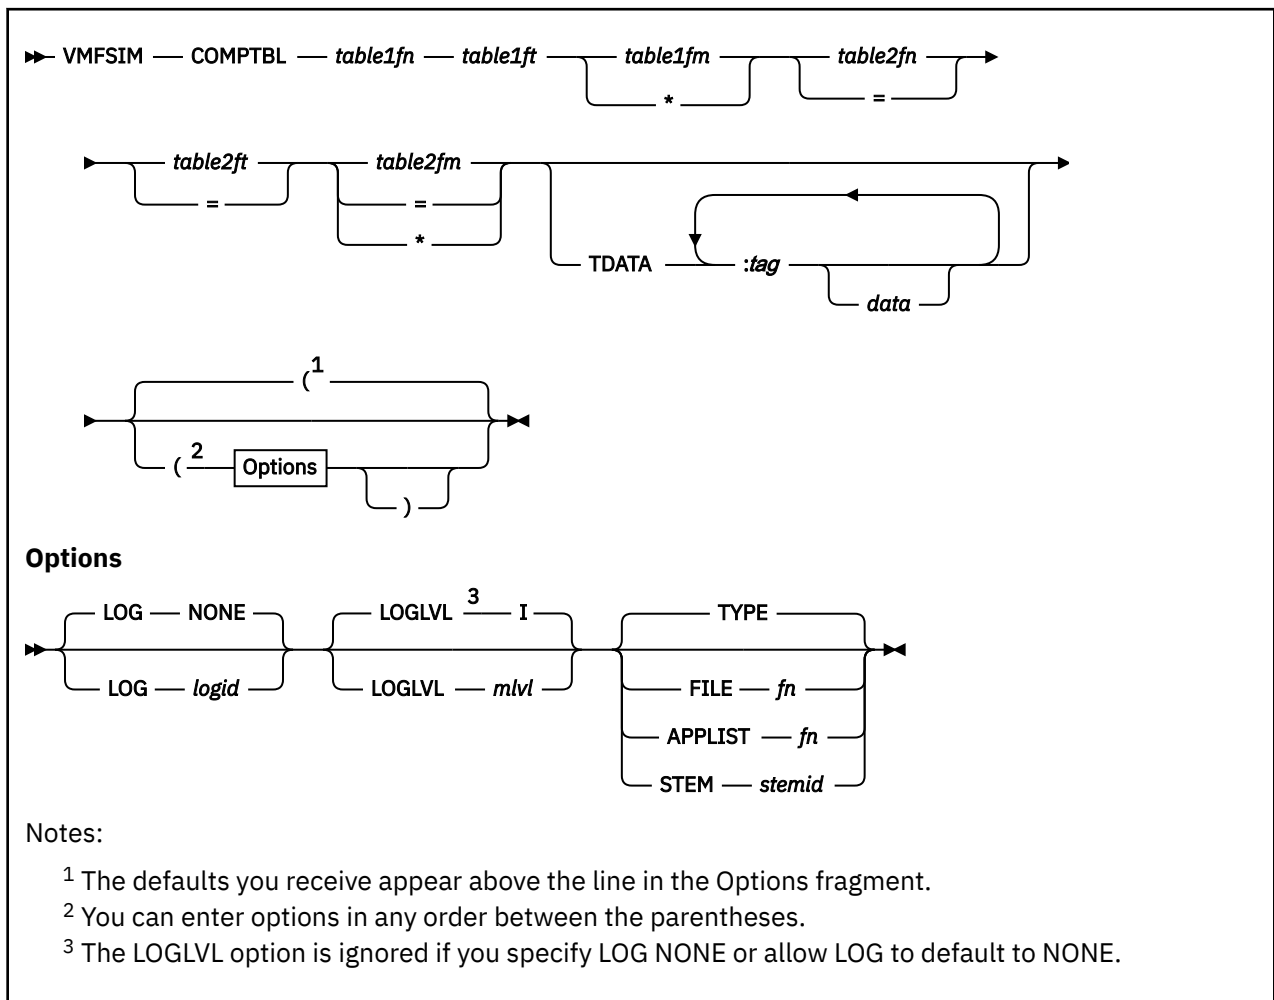 VMFSIM COMPTBL table1fn table1ft table1fm table2fn
* =
table2ft table2fm
= =
*
TDATA :tag
data
( 1
( 2 Options
)
Options
LOG NONE LOGLVL 3 I TYPE
LOG logid LOGLVL mlvl FILE fn
APPLIST fn
STEM stemid
Notes:
1 The defaults you receive appear above the line in the Options fragment.
2 You can enter options in any order between the parentheses.
3 The LOGLVL option is ignored if you specify LOG NONE or allow LOG to default to NONE.